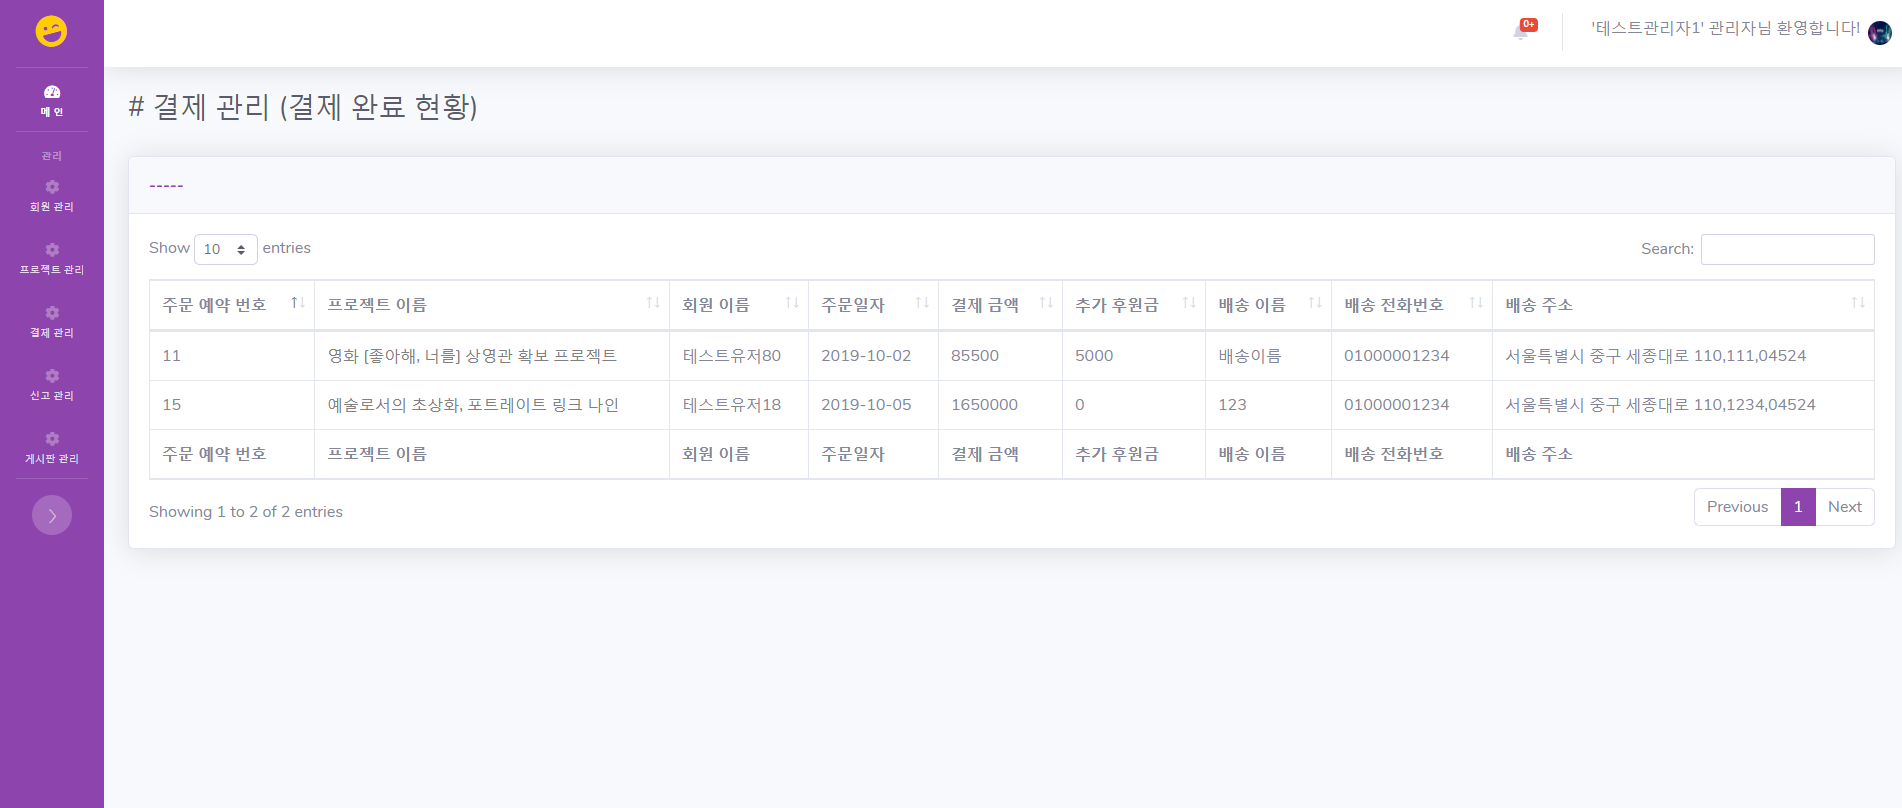 0+
'테스트관리자1' 관리자님 환영합니다!
메 인
관리
회원 관리
프로젝트 관리
결제 관리
신고 관리
게시판 관리
# 결제 관리 (결제 완료 현황)
-----
Show 10 entries
Search:
주문 예약 번호 프로젝트 이름 회원 이름 주문일자 결제 금액 추가 후원금 배송 이름 배송 전화번호 배송 주소
11 영화 [좋아해, 너를] 상영관 확보 프로젝트 테스트유저80 2019-10-02 85500 5000 배송이름 01000001234 서울특별시 중구 세종대로 110,111,04524
15 예술로서의 초상화, 포트레이트 링크 나인 테스트유저18 2019-10-05 1650000 0 123 01000001234 서울특별시 중구 세종대로 110,1234,04524
주문 예약 번호 프로젝트 이름 회원 이름 주문일자 결제 금액 추가 후원금 배송 이름 배송 전화번호 배송 주소
Showing 1 to 2 of 2 entries
Previous 1 Next